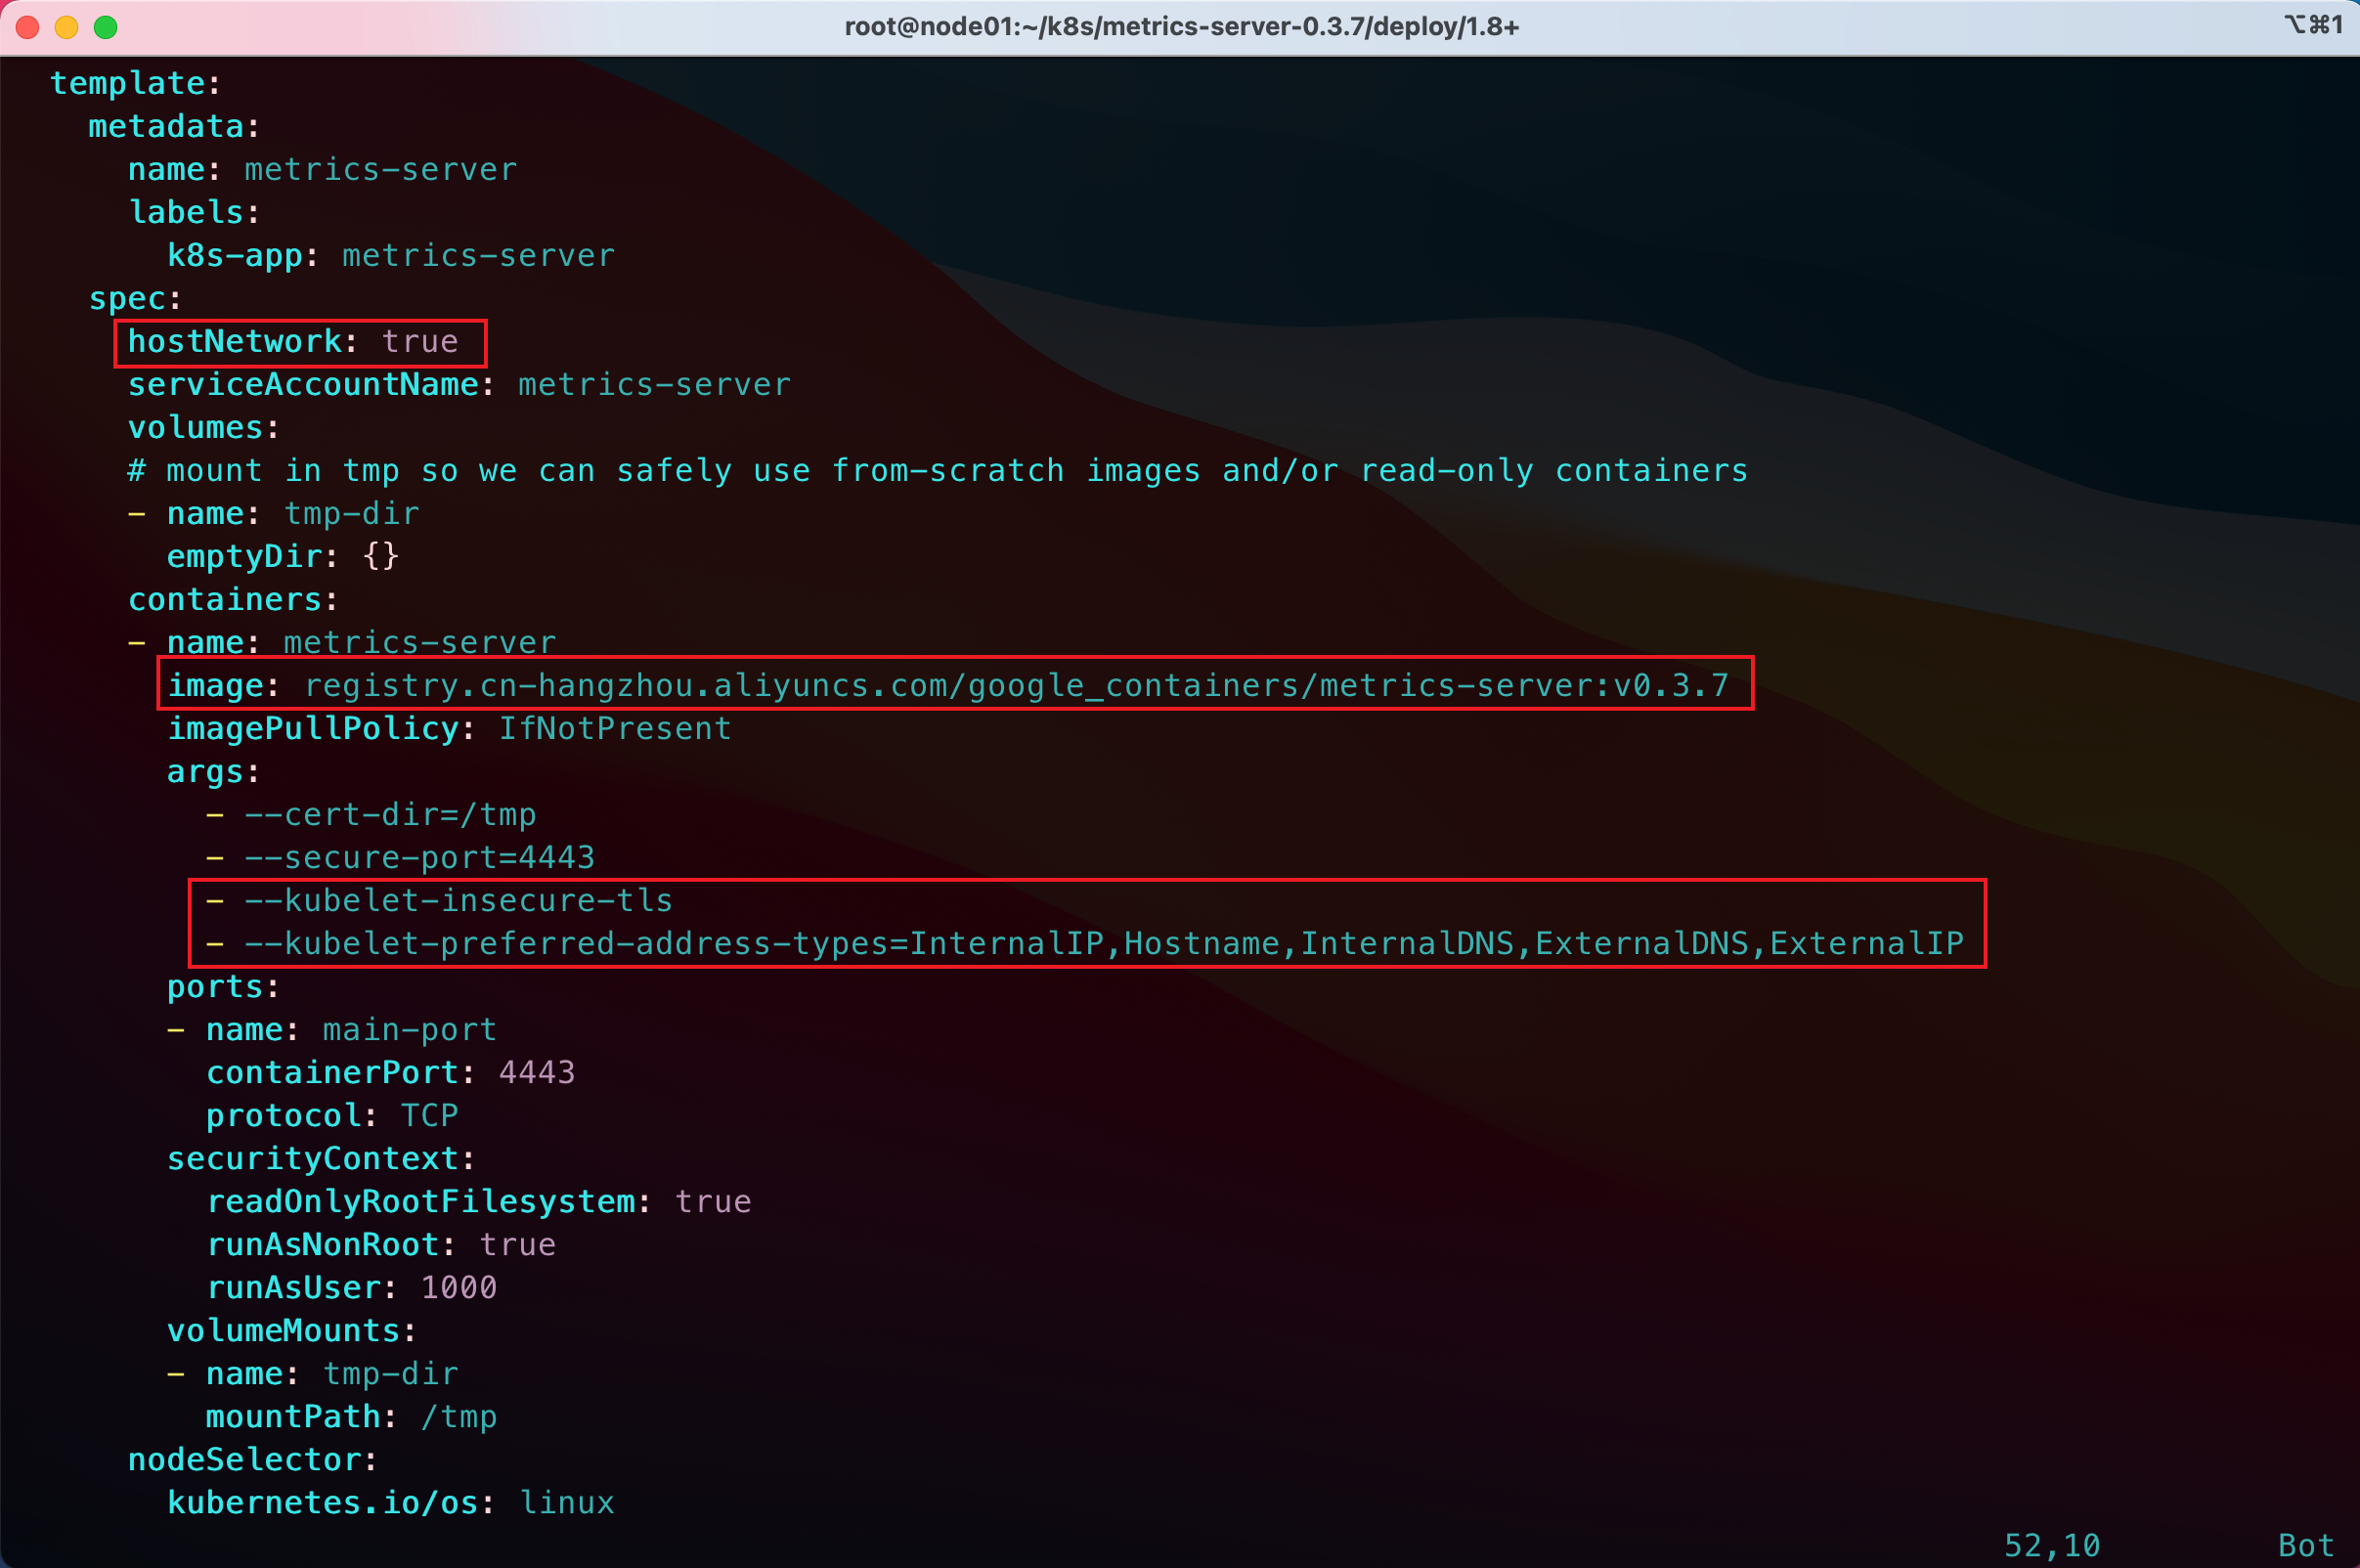 root@node01:~/k8s/metrics-server-0.3.7/deploy/1.8+
⌥⌘1
template:
  metadata:
    name: metrics-server
    labels:
      k8s-app: metrics-server
  spec:
    hostNetwork: true
    serviceAccountName: metrics-server
    volumes:
    # mount in tmp so we can safely use from-scratch images and/or read-only containers
    - name: tmp-dir
      emptyDir: {}
    containers:
    - name: metrics-server
      image: registry.cn-hangzhou.aliyuncs.com/google_containers/metrics-server:v0.3.7
      imagePullPolicy: IfNotPresent
      args:
        - --cert-dir=/tmp
        - --secure-port=4443
        - --kubelet-insecure-tls
        - --kubelet-preferred-address-types=InternalIP,Hostname,InternalDNS,ExternalDNS,ExternalIP
      ports:
      - name: main-port
        containerPort: 4443
        protocol: TCP
      securityContext:
        readOnlyRootFilesystem: true
        runAsNonRoot: true
        runAsUser: 1000
      volumeMounts:
      - name: tmp-dir
        mountPath: /tmp
    nodeSelector:
      kubernetes.io/os: linux
52,10 Bot